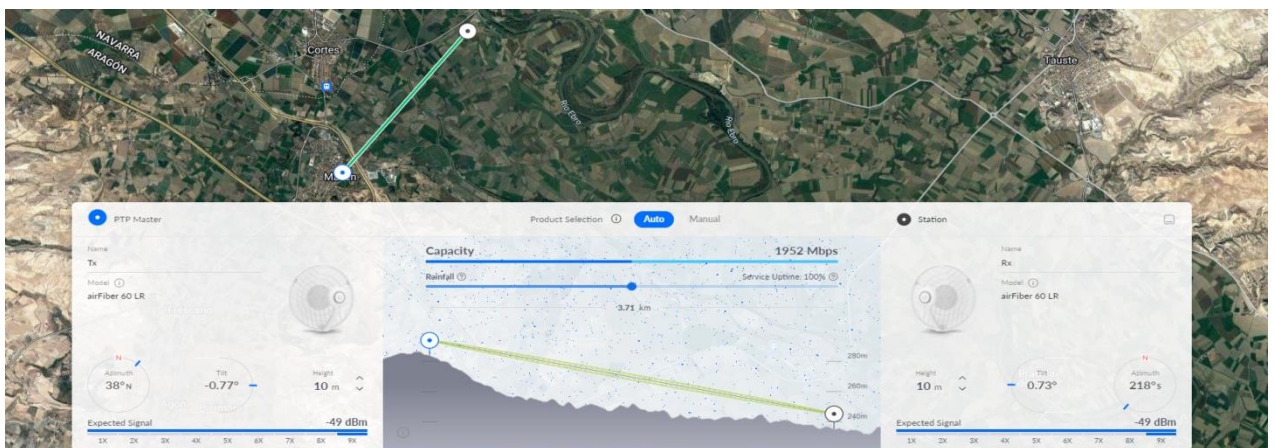 NAVARRA
ARAGÓN
Cortes
Tauste
Río Ebro
Río Ebro
PTP Master
Product Selection
Auto
Manual
Station
Name
Tx
Model
airFiber 60 LR
Capacity
1952 Mbps
Rainfall
Service Uptime: 100%
3.71 km
280m
260m
240m
Name
Rx
Model
airFiber 60 LR
N
Azimuth
38°N
Tilt
-0.77°
Height
10 m
Expected Signal
-49 dBm
1X 2X 3X 4X 5X 6X 7X 8X 9X
Height
10 m
Tilt
0.73°
N
Azimuth
218°s
Expected Signal
-49 dBm
1X 2X 3X 4X 5X 6X 7X 8X 9X